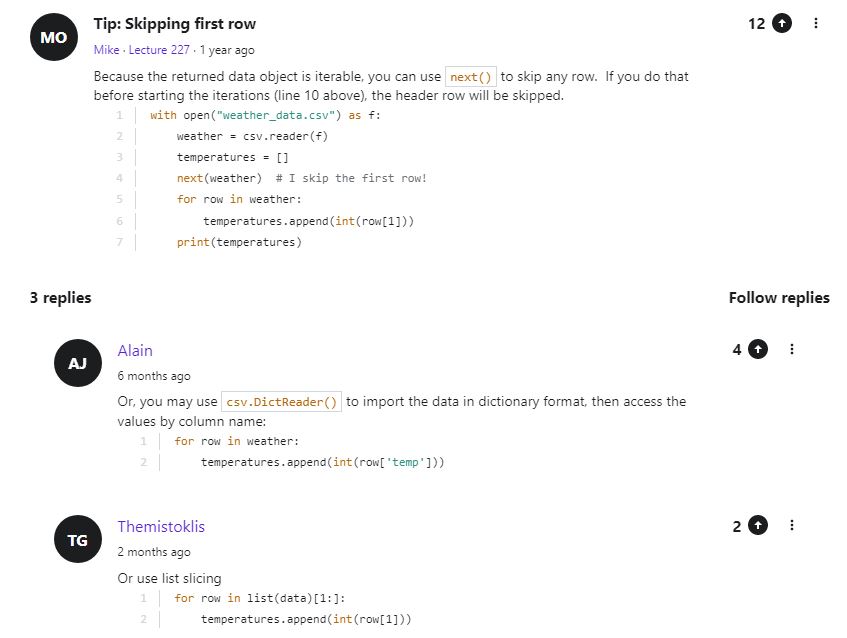 MO
Tip: Skipping first row
12
Mike · Lecture 227 · 1 year ago
Because the returned data object is iterable, you can use next() to skip any row. If you do that
before starting the iterations (line 10 above), the header row will be skipped.
1 with open("weather_data.csv") as f:
2     weather = csv.reader(f)
3     temperatures = []
4     next(weather)  # I skip the first row!
5     for row in weather:
6         temperatures.append(int(row[1]))
7     print(temperatures)
3 replies
Follow replies
AJ
Alain
4
6 months ago
Or, you may use csv.DictReader() to import the data in dictionary format, then access the
values by column name:
1 for row in weather:
2     temperatures.append(int(row['temp']))
TG
Themistoklis
2
2 months ago
Or use list slicing
1 for row in list(data)[1:]:
2     temperatures.append(int(row[1]))